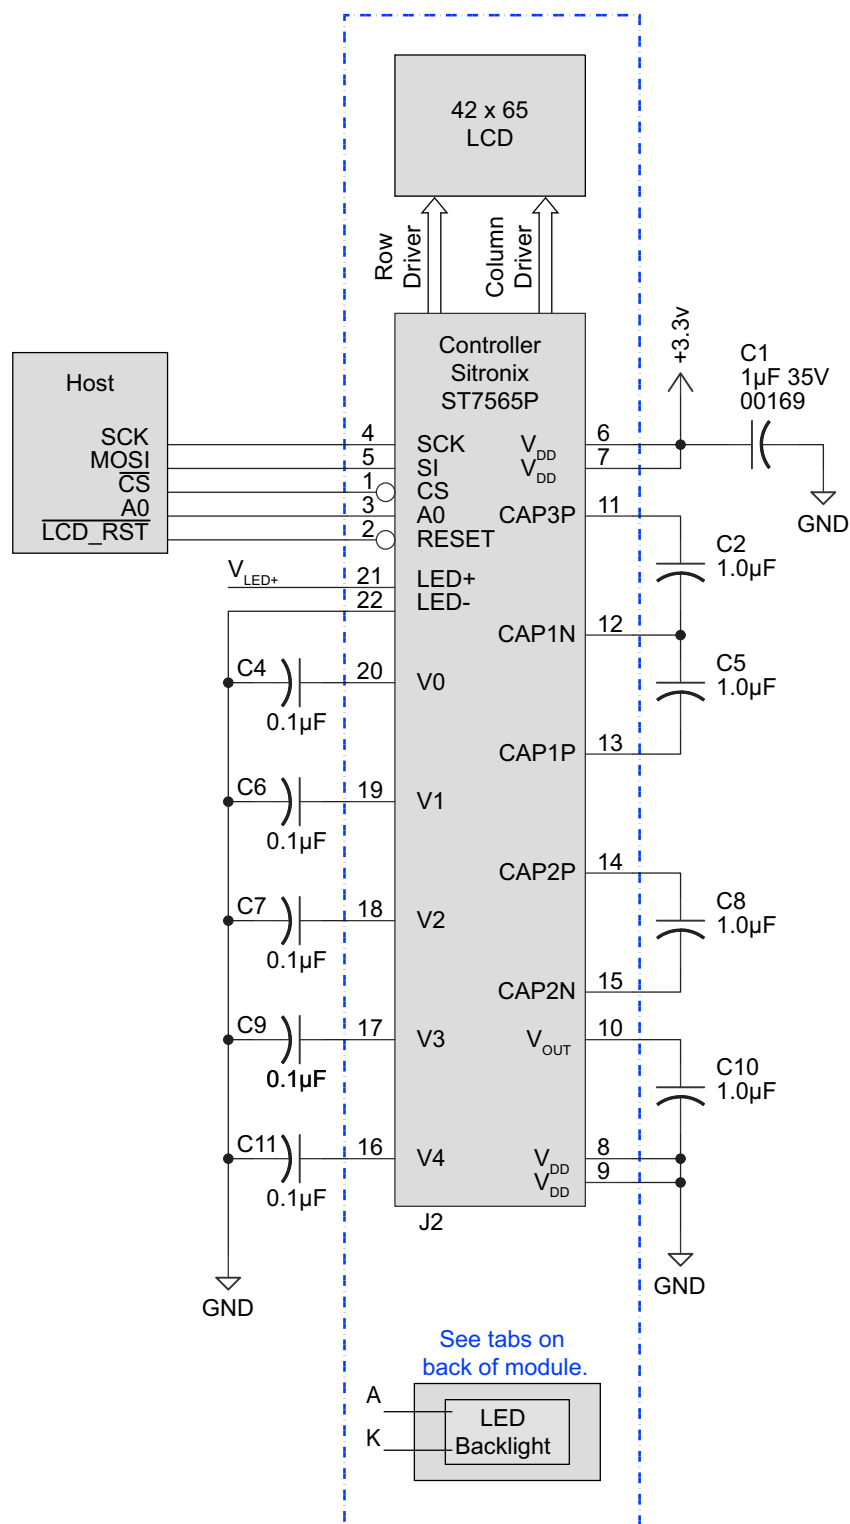 42 x 65
LCD
Row
Driver
Column
Driver
Controller
Sitronix
ST7565P
Host
SCK
MOSI
CS
A0
LCD_RST
4
5
1
3
2
SCK
SI
CS
A0
RESET
VLED+
21
22
LED+
LED-
VDD
VDD
6
7
+3.3v
C1
1µF 35V
00169
GND
CAP3P
11
C2
1.0µF
CAP1N
12
C5
1.0µF
CAP1P
13
CAP2P
14
C8
1.0µF
CAP2N
15
VOUT
10
C10
1.0µF
VDD
8
VDD
9
GND
C4
0.1µF
20
V0
C6
0.1µF
19
V1
C7
0.1µF
18
V2
C9
0.1µF
17
V3
C11
0.1µF
16
V4
J2
GND
See tabs on
back of module.
A
K
LED
Backlight